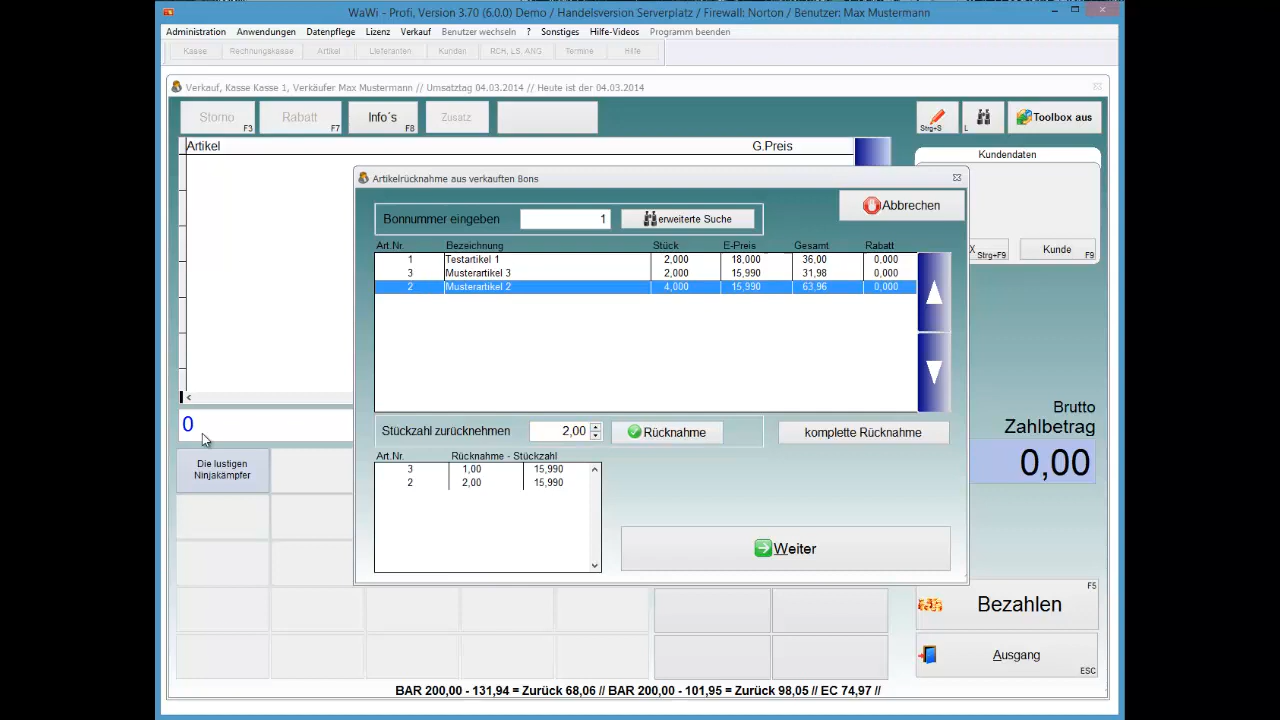 WaWi - Profi, Version 3.70 (6.0.0) Demo / Handelsversion Serverplatz / Firewall: Norton / Benutzer: Max Mustermann
Administration Anwendungen Datenpflege Lizenz Verkauf Benutzer wechseln ? Sonstiges Hilfe-Videos Programm beenden
Kasse Rechnungskasse Artikel Lieferanten Kunden RCH, LS, ANG Termine Hilfe
Verkauf, Kasse Kasse 1, Verkäufer Max Mustermann // Umsatztag 04.03.2014 // Heute ist der 04.03.2014
Storno F3 Rabatt F7 Info´s F8 Zusatz Strg+S L Toolbox aus
Artikel G.Preis
Kundendaten
Artikelrücknahme aus verkauften Bons
Abbrechen
Bonnummer eingeben 1 erweiterte Suche
Art.Nr. Bezeichnung Stück E-Preis Gesamt Rabatt
1 Testartikel 1 2,000 18,000 36,00 0,000
3 Musterartikel 3 2,000 15,990 31,98 0,000
2 Musterartikel 2 4,000 15,990 63,96 0,000
X Strg+F9 Kunde F9
Brutto
Zahlbetrag
0,00
0
Stückzahl zurücknehmen 2,00 Rücknahme komplette Rücknahme
Art.Nr. Rücknahme - Stückzahl
3 1,00 15,990
2 2,00 15,990
Die lustigen
Ninjakämpfer
Weiter
F5
Bezahlen
Ausgang
ESC
BAR 200,00 - 131,94 = Zurück 68,06 // BAR 200,00 - 101,95 = Zurück 98,05 // EC 74,97 //